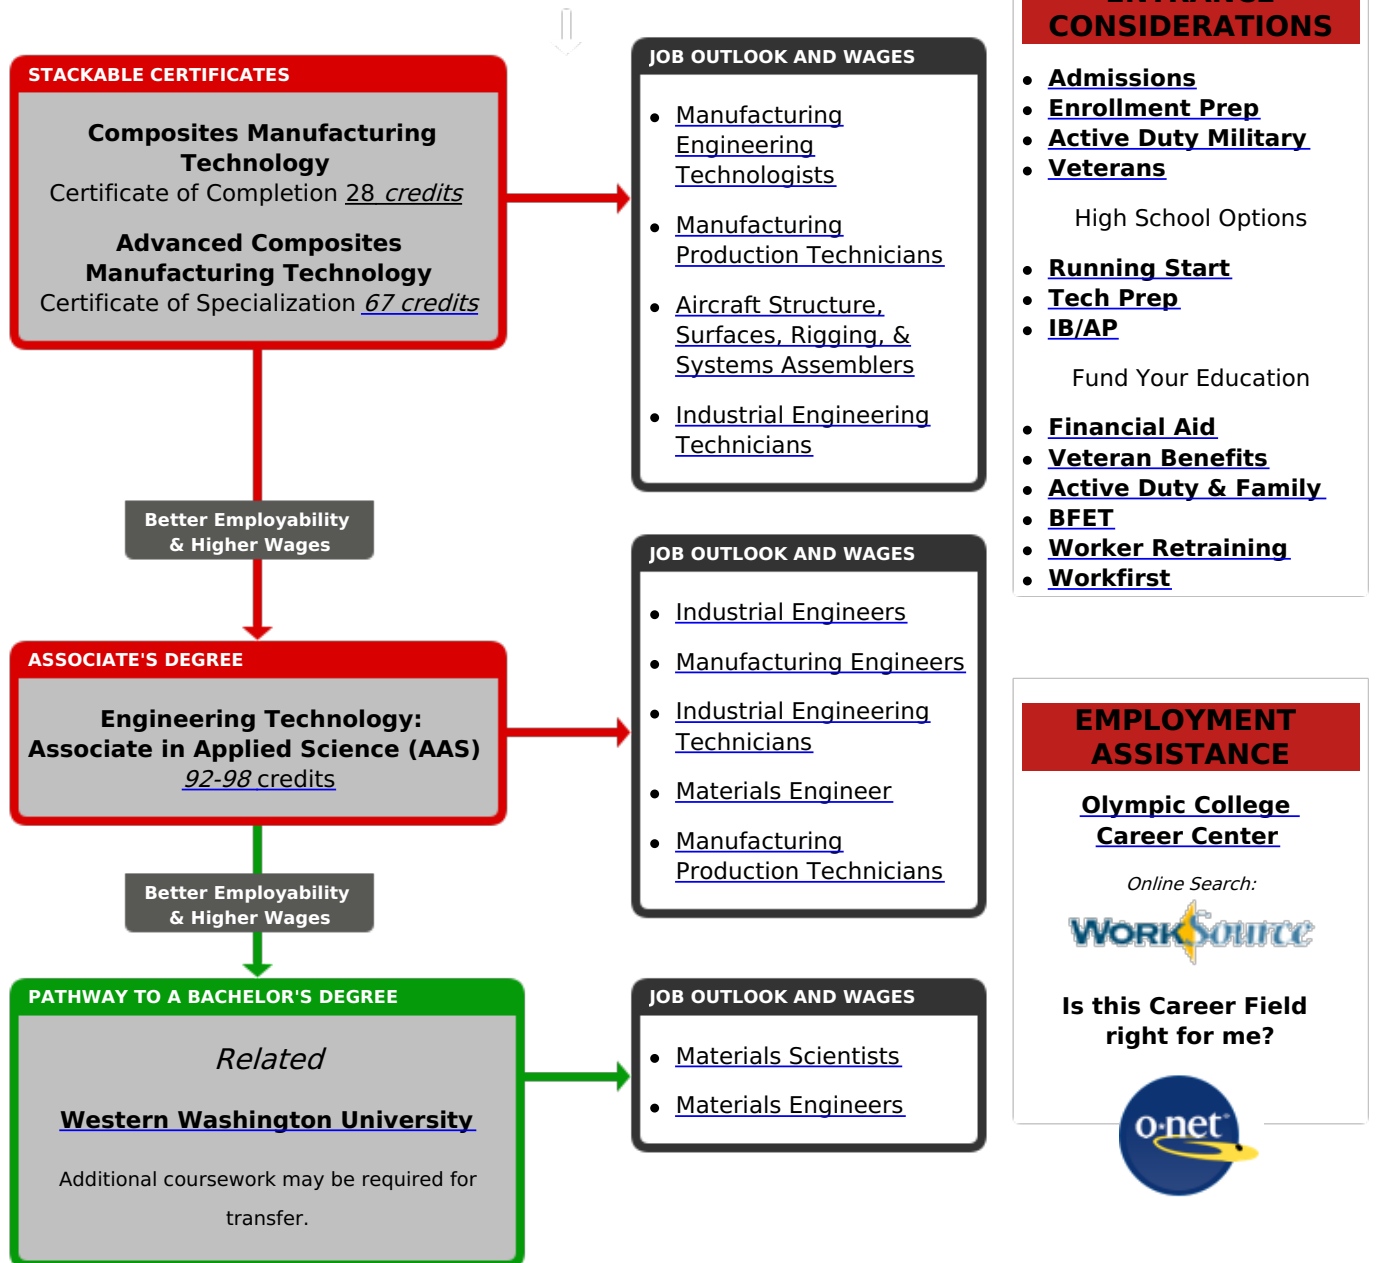 STACKABLE CERTIFICATES
Composites Manufacturing
Technology
Certificate of Completion 28 credits
Advanced Composites
Manufacturing Technology
Certificate of Specialization 67 credits
Better Employability
& Higher Wages
ASSOCIATE'S DEGREE
Engineering Technology:
Associate in Applied Science (AAS)
92-98 credits
Better Employability
& Higher Wages
PATHWAY TO A BACHELOR'S DEGREE
Related
Western Washington University
Additional coursework may be required for
transfer.
JOB OUTLOOK AND WAGES
Manufacturing
Engineering
Technologists
Manufacturing
Production Technicians
Aircraft Structure,
Surfaces, Rigging, &
Systems Assemblers
Industrial Engineering
Technicians
JOB OUTLOOK AND WAGES
Industrial Engineers
Manufacturing Engineers
Industrial Engineering
Technicians
Materials Engineer
Manufacturing
Production Technicians
JOB OUTLOOK AND WAGES
Materials Scientists
Materials Engineers
ENTRANCE
CONSIDERATIONS
Admissions
Enrollment Prep
Active Duty Military
Veterans
High School Options
Running Start
Tech Prep
IB/AP
Fund Your Education
Financial Aid
Veteran Benefits
Active Duty & Family
BFET
Worker Retraining
Workfirst
EMPLOYMENT
ASSISTANCE
Olympic College
Career Center
Online Search:
WorkSource
Is this Career Field
right for me?
o·net